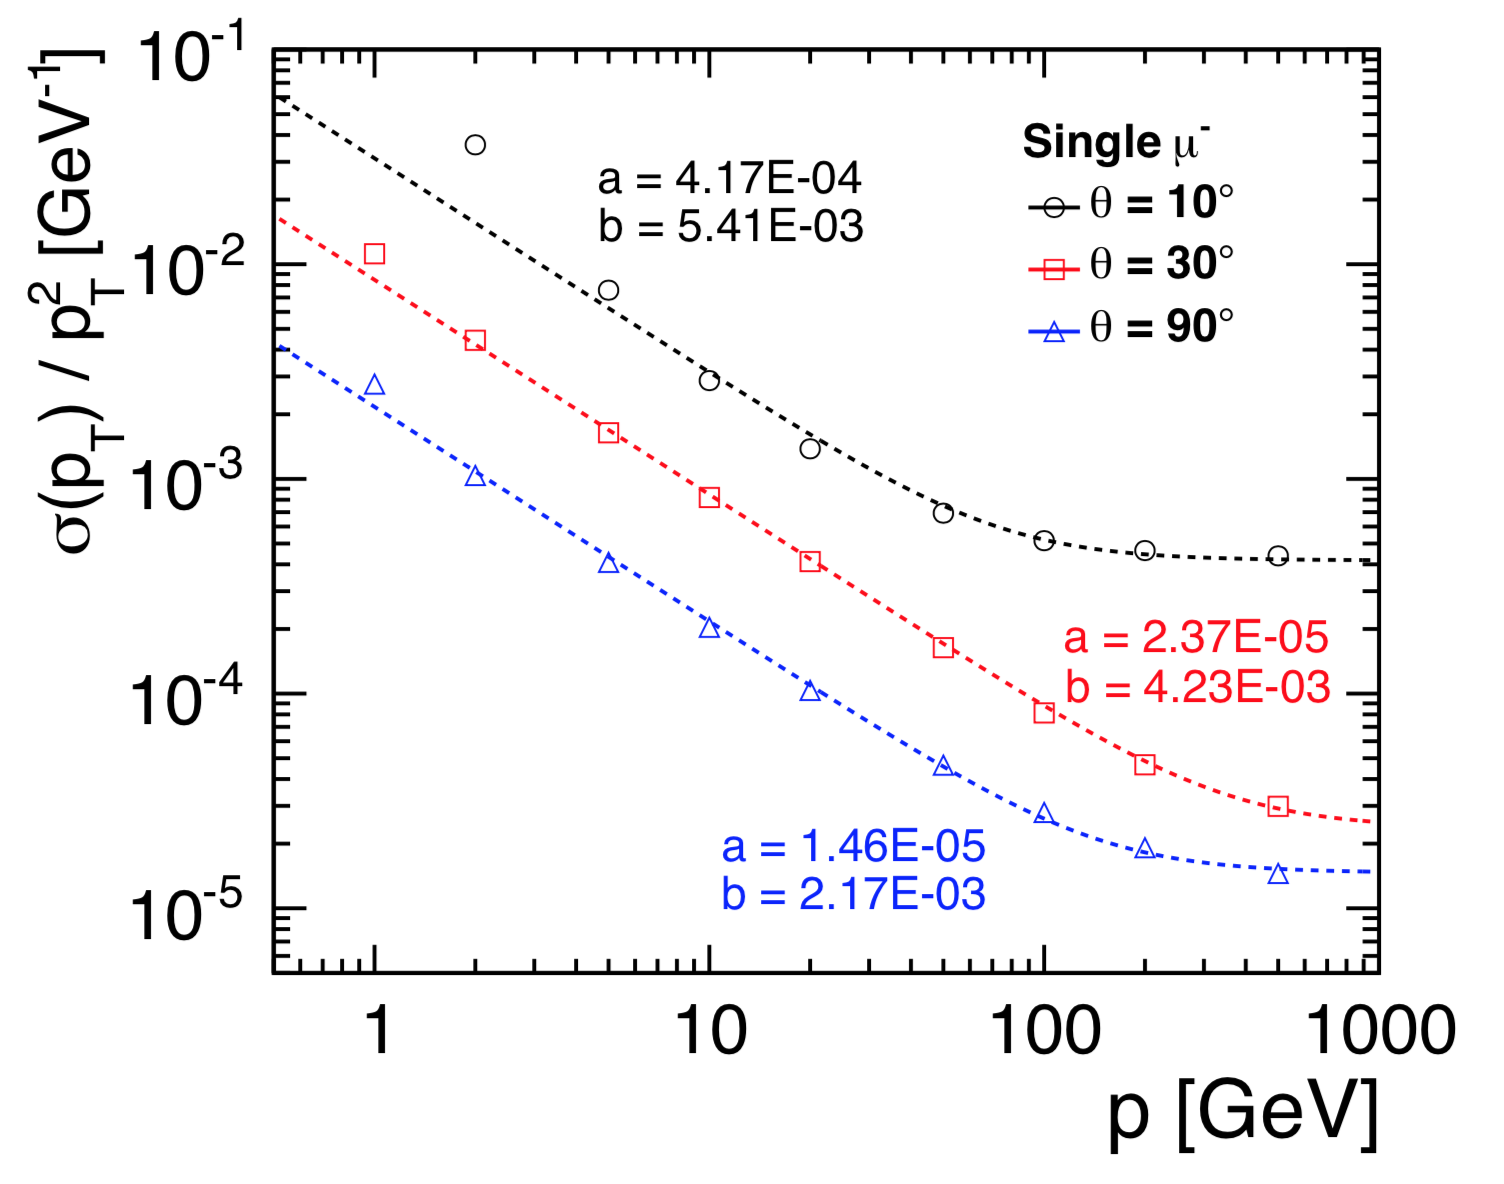 σ(p_T) / p_T^2 [GeV^-1]
10^-1
10^-2
10^-3
10^-4
10^-5
Single μ^-
θ = 10°
θ = 30°
θ = 90°
a = 4.17E-04
b = 5.41E-03
a = 2.37E-05
b = 4.23E-03
a = 1.46E-05
b = 2.17E-03
1 10 100 1000
p [GeV]